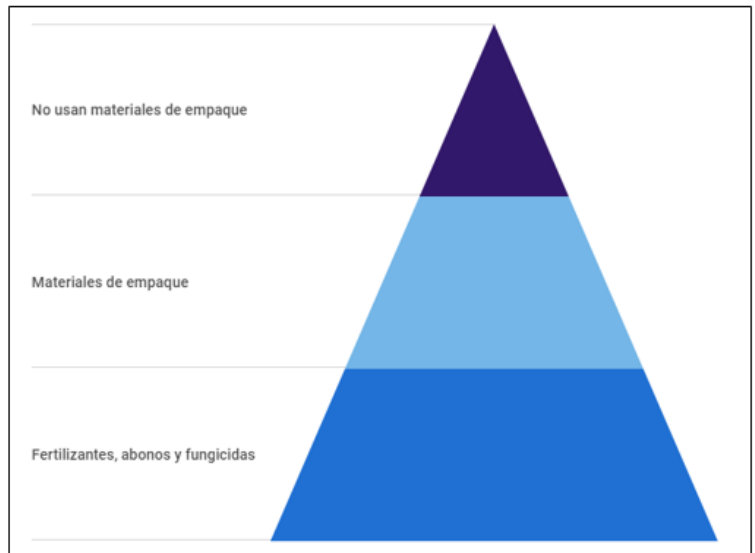 No usan materiales de empaque
Materiales de empaque
Fertilizantes, abonos y fungicidas